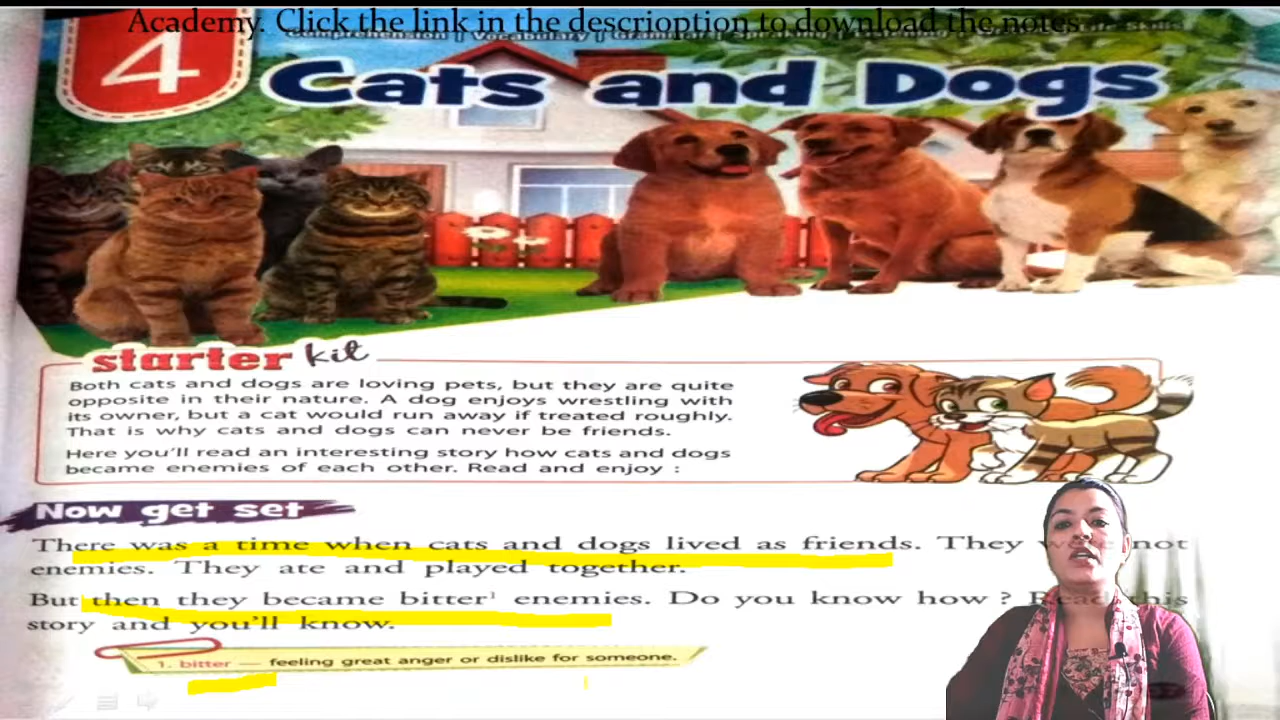 Academy. Click the link in the descrioption to download the notes
Comprehension | Vocabulary | Grammar
4
Cats and Dogs
starter kit
Both cats and dogs are loving pets, but they are quite
opposite in their nature. A dog enjoys wrestling with
its owner, but a cat would run away if treated roughly.
That is why cats and dogs can never be friends.
Here you'll read an interesting story how cats and dogs
became enemies of each other. Read and enjoy :
Now get set
There was a time when cats and dogs lived as friends. They not
enemies. They ate and played together.
But then they became bitter¹ enemies. Do you know how ? Read this
story and you'll know.
1. bitter — feeling great anger or dislike for someone.